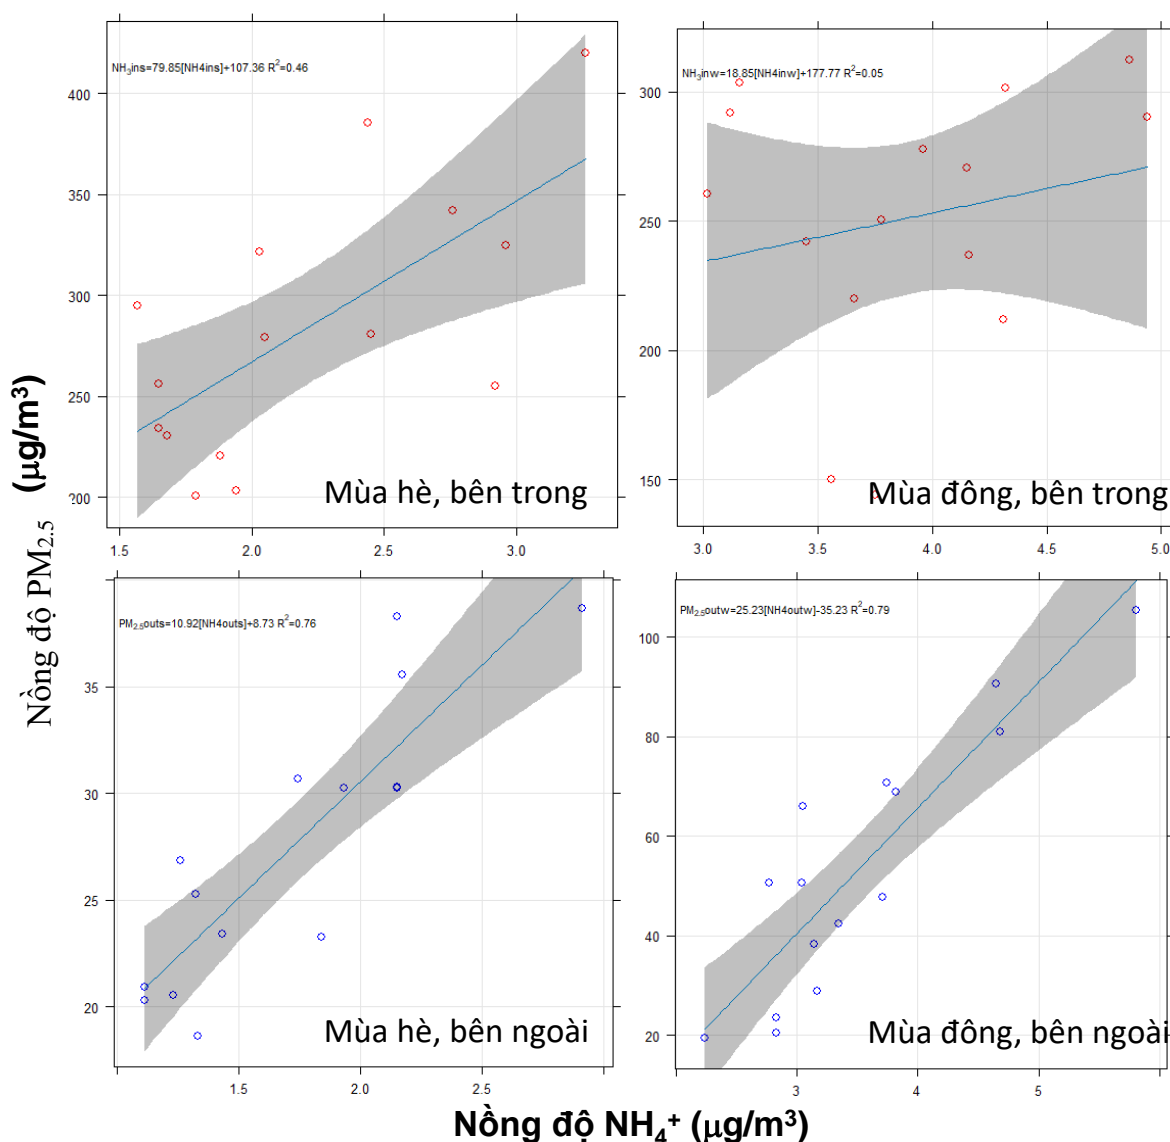 NH₃ins=79.85[NH4ins]+107.36 R²=0.46
400
350
300
250
200
1.5 2.0 2.5 3.0
Mùa hè, bên trong
NH₃inw=18.85[NH4inw]+177.77 R²=0.05
300
250
200
150
3.0 3.5 4.0 4.5 5.0
Mùa đông, bên trong
Nồng độ PM₂.₅ (µg/m³)
PM₂.₅outs=10.92[NH4outs]+8.73 R²=0.76
35
30
25
20
1.5 2.0 2.5
Mùa hè, bên ngoài
PM₂.₅outw=25.23[NH4outw]-35.23 R²=0.79
100
80
60
40
20
3 4 5
Mùa đông, bên ngoài
Nồng độ NH₄⁺ (µg/m³)